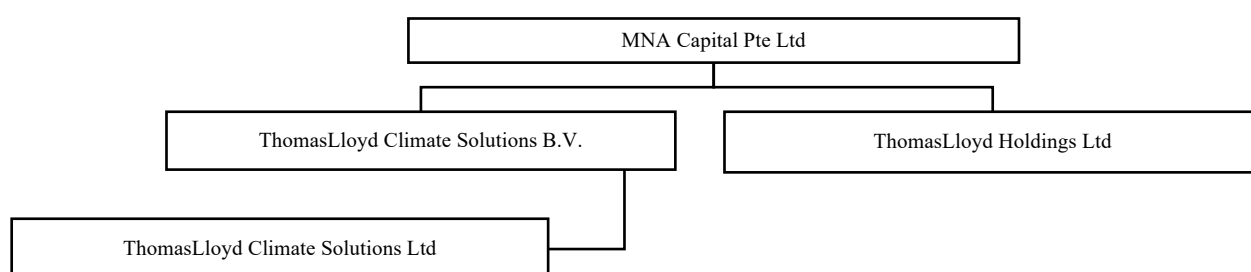 MNA Capital Pte Ltd
ThomasLloyd Climate Solutions B.V.
ThomasLloyd Holdings Ltd
ThomasLloyd Climate Solutions Ltd